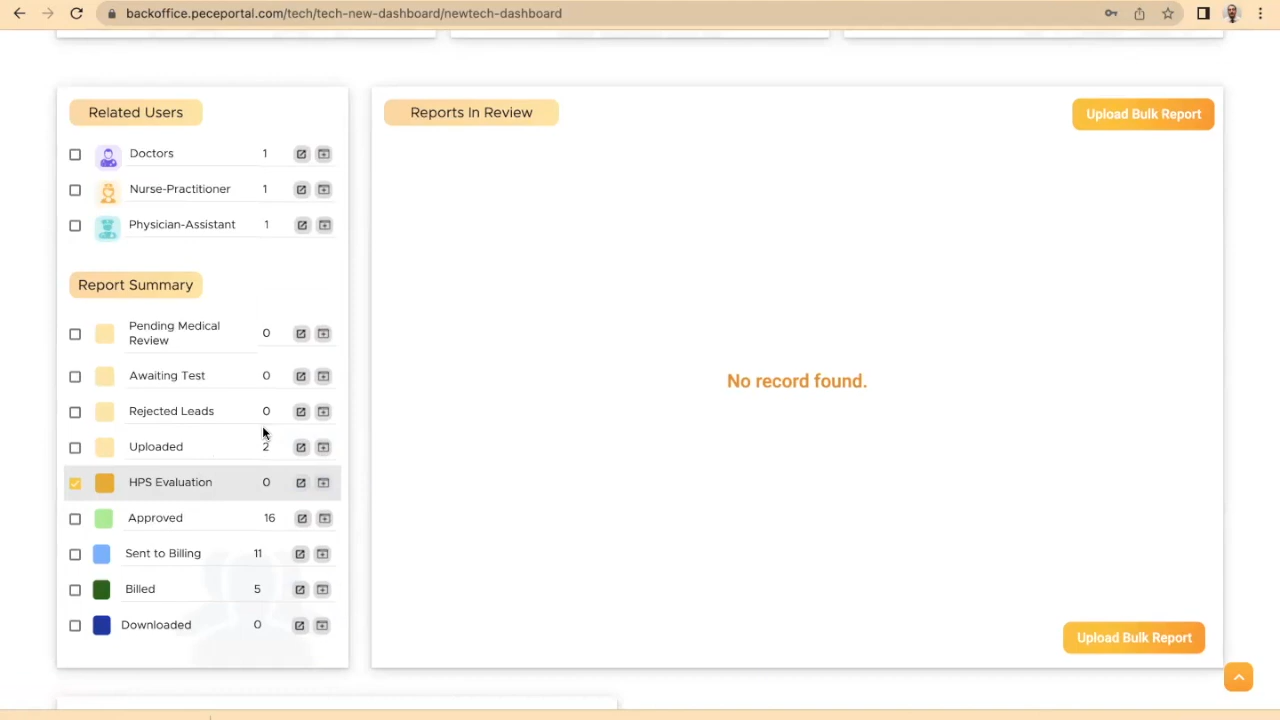 backoffice.peceportal.com/tech/tech-new-dashboard/newtech-dashboard
Related Users
Doctors 1
Nurse-Practitioner 1
Physician-Assistant 1
Report Summary
Pending Medical
Review 0
Awaiting Test 0
Rejected Leads 0
Uploaded 2
HPS Evaluation 0
Approved 16
Sent to Billing 11
Billed 5
Downloaded 0
Reports In Review
Upload Bulk Report
No record found.
Upload Bulk Report